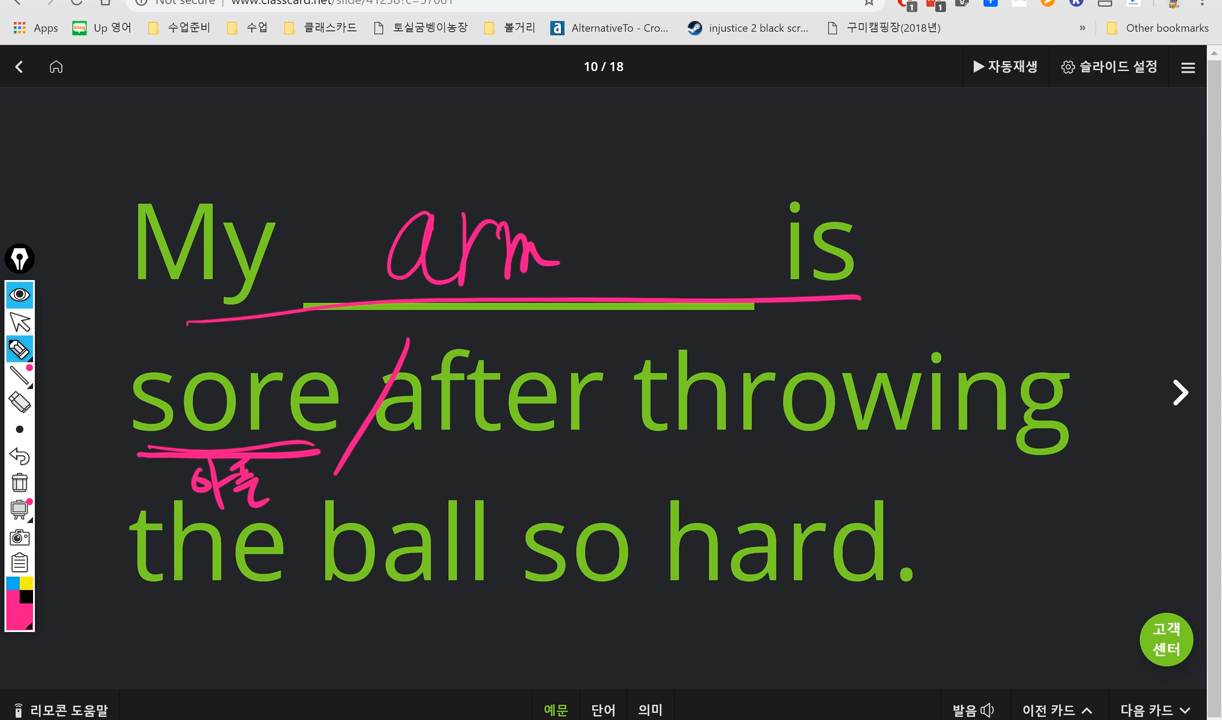 Not secure www.classcard.net/slide/41236?c=57061
Apps Up 영어 수업준비 수업 클래스카드 토실굼벵이농장 볼거리 a AlternativeTo - Cro... injustice 2 black scr... 구미캠핑장(2018년) » Other bookmarks
10 / 18 자동재생 슬라이드 설정
My arm is
sore after throwing
아픈
the ball so hard.
고객
센터
리모콘 도움말 예문 단어 의미 발음 이전 카드 다음 카드